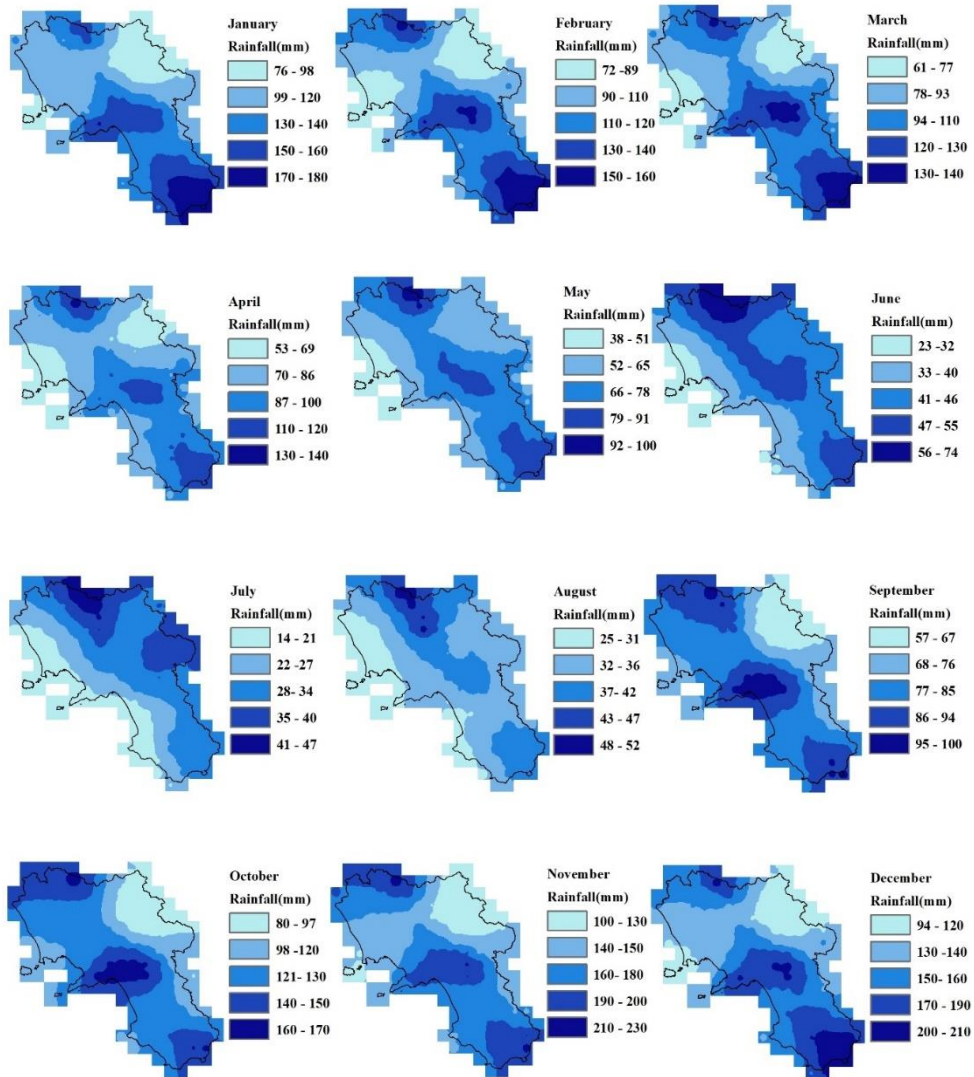 January
Rainfall(mm)
76 - 98
99 - 120
130 - 140
150 - 160
170 - 180
February
Rainfall(mm)
72 -89
90 - 110
110 - 120
130 - 140
150 - 160
March
Rainfall(mm)
61 - 77
78- 93
94 - 110
120 - 130
130- 140
April
Rainfall(mm)
53 - 69
70 - 86
87 - 100
110 - 120
130 - 140
May
Rainfall(mm)
38 - 51
52 - 65
66 - 78
79 - 91
92 - 100
June
Rainfall(mm)
23 -32
33 - 40
41 - 46
47 - 55
56 - 74
July
Rainfall(mm)
14 - 21
22 - 27
28 - 34
35 - 40
41 - 47
August
Rainfall(mm)
25 - 31
32 - 36
37 - 42
43 - 47
48 - 52
September
Rainfall(mm)
57 - 67
68 - 76
77 - 85
86 - 94
95 - 100
October
Rainfall(mm)
80 - 97
98 -120
121 - 130
140 - 150
160 - 170
November
Rainfall(mm)
100 - 130
140 -150
160 - 180
190 - 200
210 - 230
December
Rainfall(mm)
94 - 120
130 -140
150 - 160
170 - 190
200 - 210